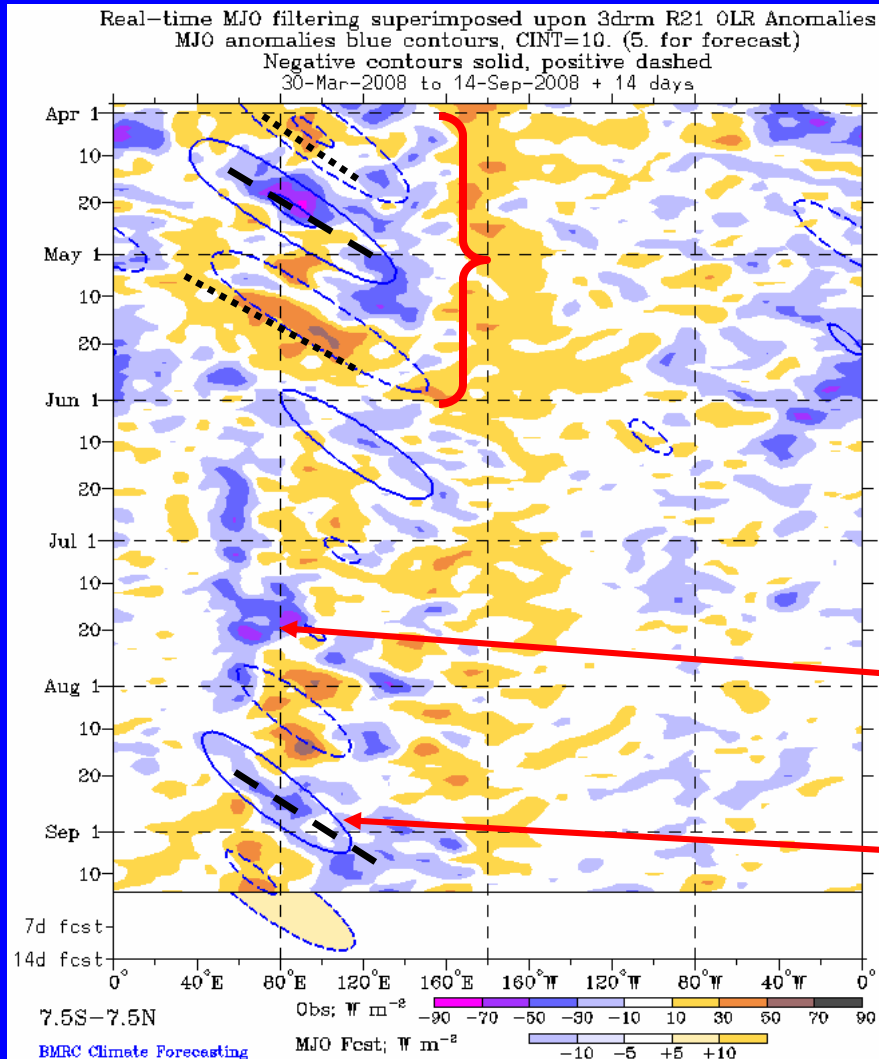 Real-time MJO filtering superimposed upon 3drm R21 OLR Anomalies
MJO anomalies blue contours, CINT=10. (5. for forecast)
Negative contours solid, positive dashed
30-Mar-2008 to 14-Sep-2008 + 14 days
Apr 1
10
20
May 1
10
20
Jun 1
10
20
Jul 1
10
20
Aug 1
10
20
Sep 1
10
7d fcst
14d fcst
0° 40°E 80°E 120°E 160°E 160°W 120°W 80°W 40°W 0°
7.5S-7.5N
Obs; W m⁻²
-90 -70 -50 -30 -10 10 30 50 70 90
BMRC Climate Forecasting
MJO Fcst; W m⁻²
-10 -5 +5 +10